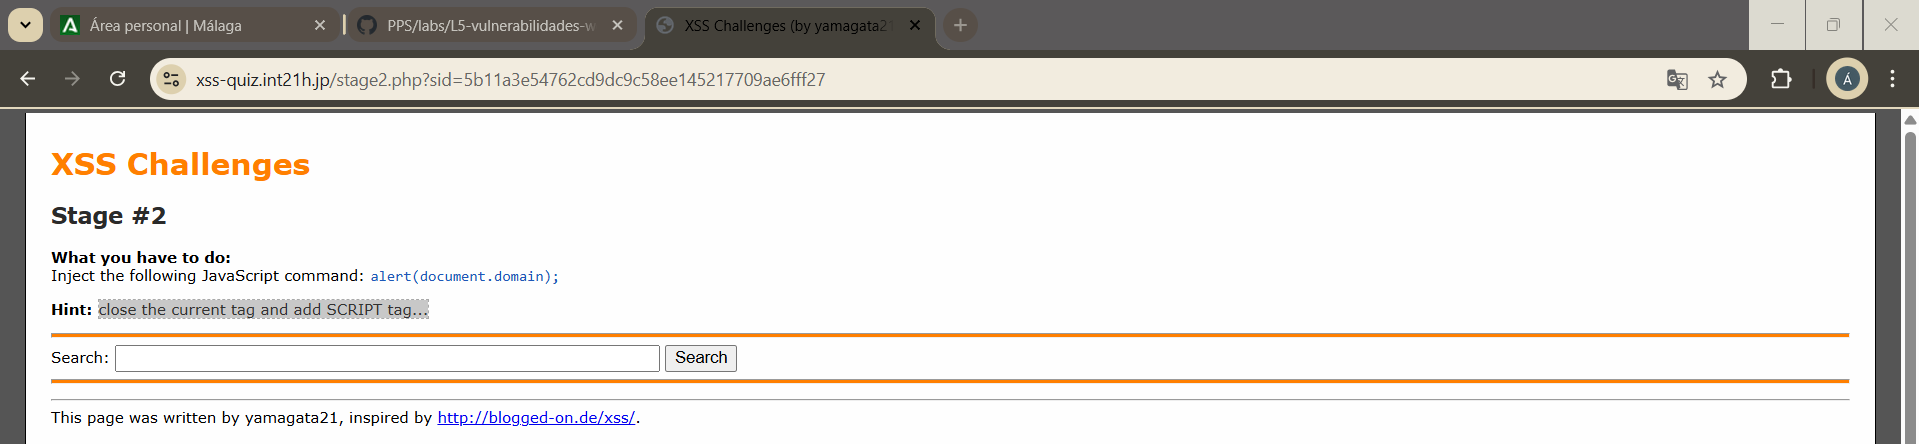 Área personal | Málaga
PPS/labs/L5-vulnerabilidades-w
XSS Challenges (by yamagata21
xss-quiz.int21h.jp/stage2.php?sid=5b11a3e54762cd9dc9c58ee145217709ae6fff27
Á
XSS Challenges
Stage #2
What you have to do:
Inject the following JavaScript command: alert(document.domain);
Hint: close the current tag and add SCRIPT tag...
Search: Search
This page was written by yamagata21, inspired by http://blogged-on.de/xss/.